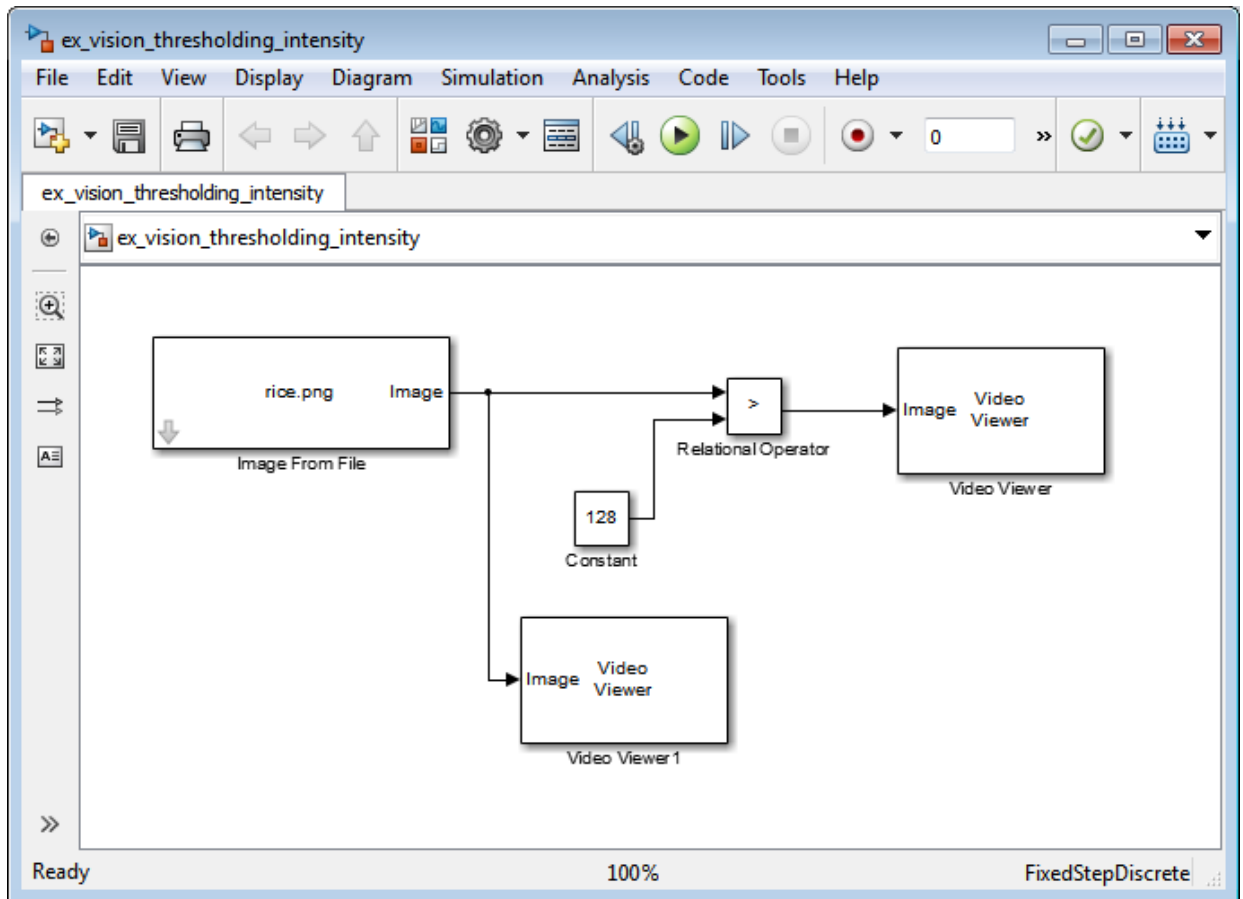 ex_vision_thresholding_intensity
File Edit View Display Diagram Simulation Analysis Code Tools Help
0 »
ex_vision_thresholding_intensity
ex_vision_thresholding_intensity
rice.png Image
Image From File
>
Relational Operator
Image Video
Viewer
Video Viewer
128
Constant
Image Video
Viewer
Video Viewer1
Ready 100% FixedStepDiscrete